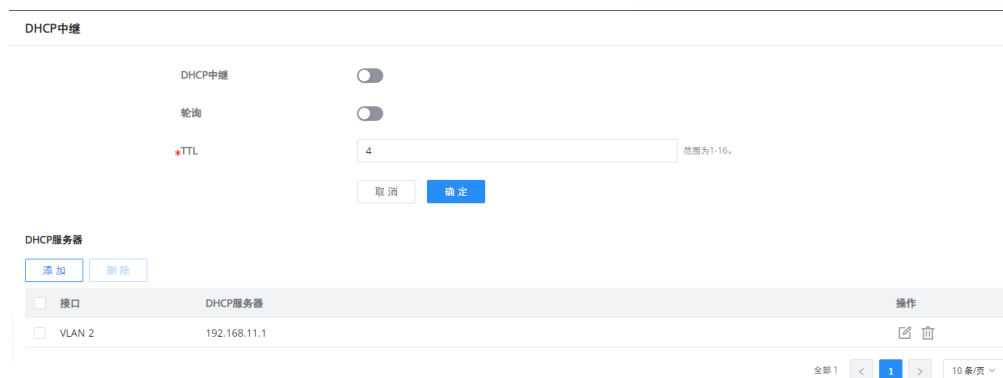 DHCP中继
DHCP中继
轮询
*TTL 4 范围为1-16。
取消 确定
DHCP服务器
添加 删除
接口 DHCP服务器 操作
VLAN 2 192.168.11.1
全部 1 < 1 > 10 条/页